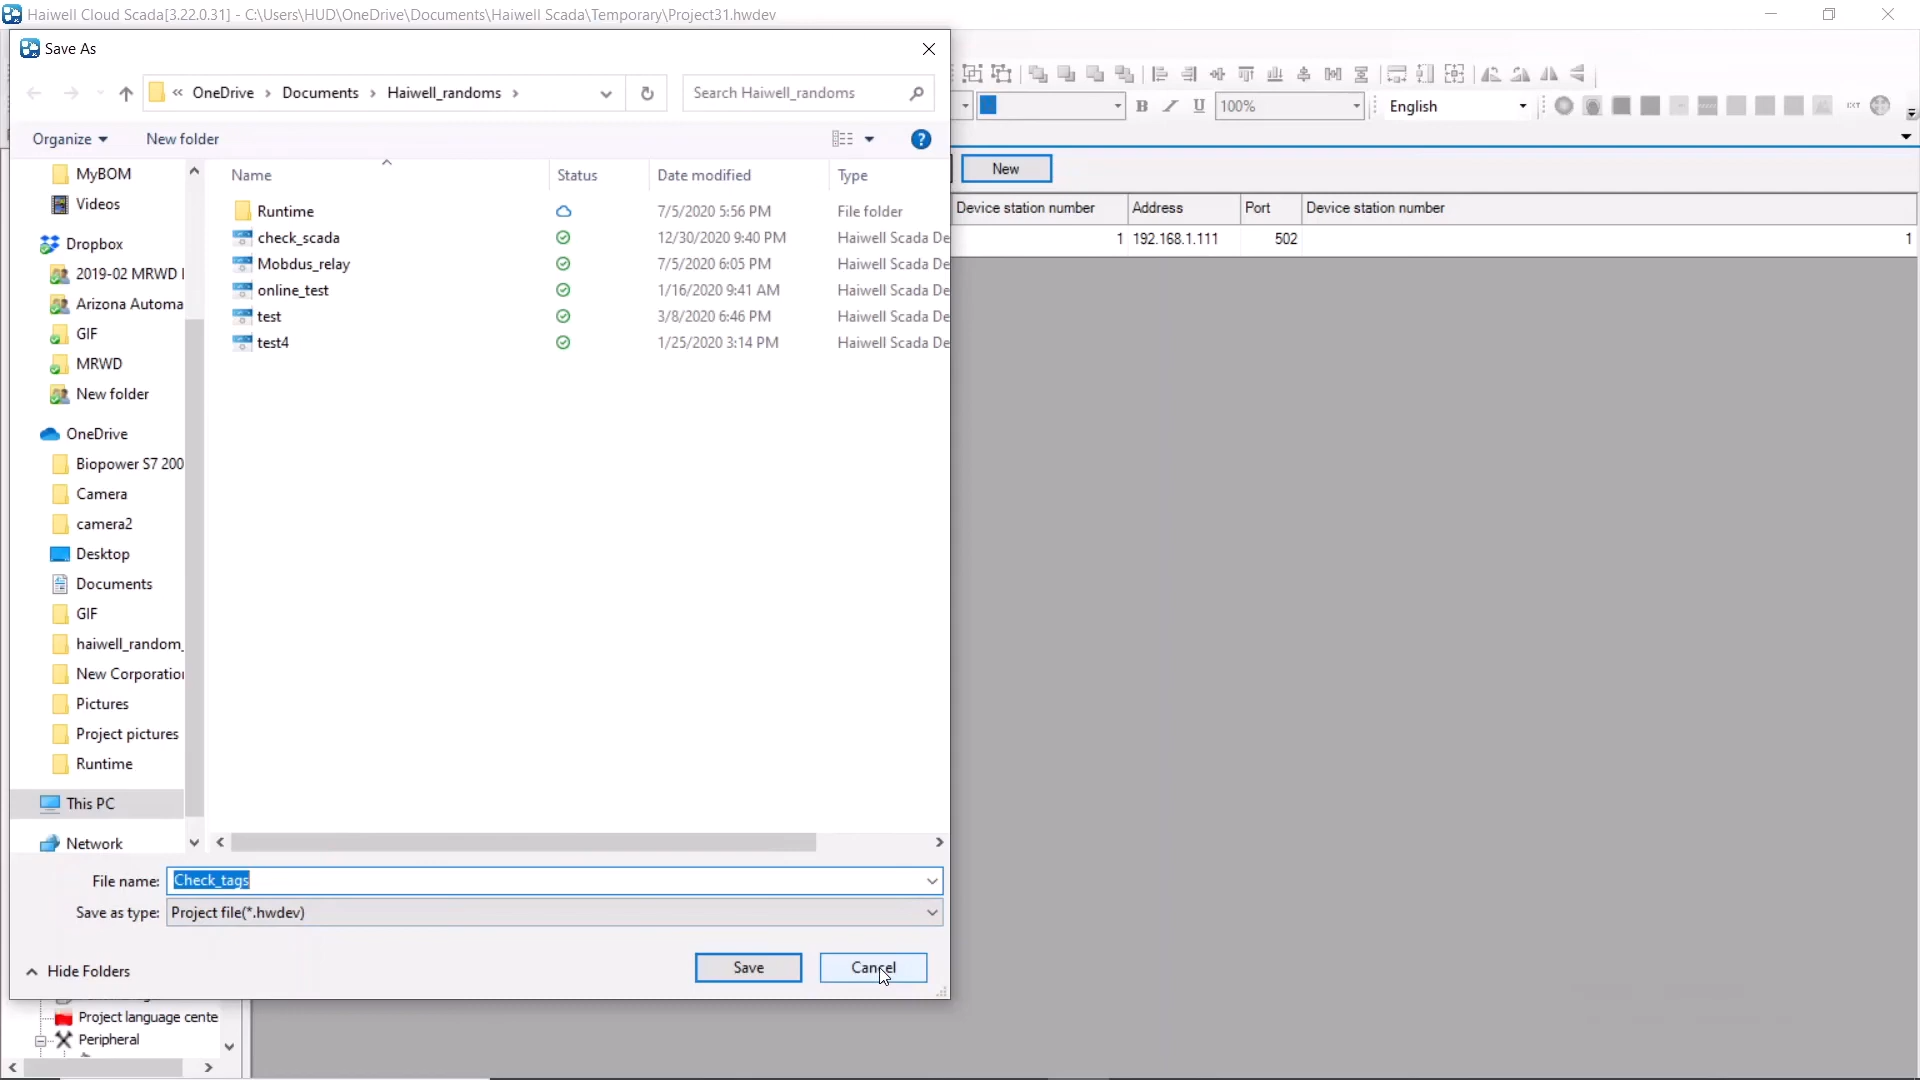 Haiwell Cloud Scada[3.22.0.31] - C:\Users\HUD\OneDrive\Documents\Haiwell Scada\Temporary\Project31.hwdev
Save As
« OneDrive › Documents › Haiwell_randoms ›
Search Haiwell_randoms
Organize
New folder
English
100%
B I U
New
Name
Status
Date modified
Type
Device station number
Address
Port
Device station number
1
192.168.1.111
502
1
MyBOM
Videos
Dropbox
2019-02 MRWD
Arizona Automa
GIF
MRWD
New folder
OneDrive
Biopower S7 200
Camera
camera2
Desktop
Documents
GIF
haiwell_random_
New Corporation
Pictures
Project pictures
Runtime
This PC
Network
Runtime 7/5/2020 5:56 PM File folder
check_scada 12/30/2020 9:40 PM Haiwell Scada De
Mobdus_relay 7/5/2020 6:05 PM Haiwell Scada De
online_test 1/16/2020 9:41 AM Haiwell Scada De
test 3/8/2020 6:46 PM Haiwell Scada De
test4 1/25/2020 3:14 PM Haiwell Scada De
File name: Check_tags
Save as type: Project file(*.hwdev)
Hide Folders
Save
Cancel
Project language cente
Peripheral